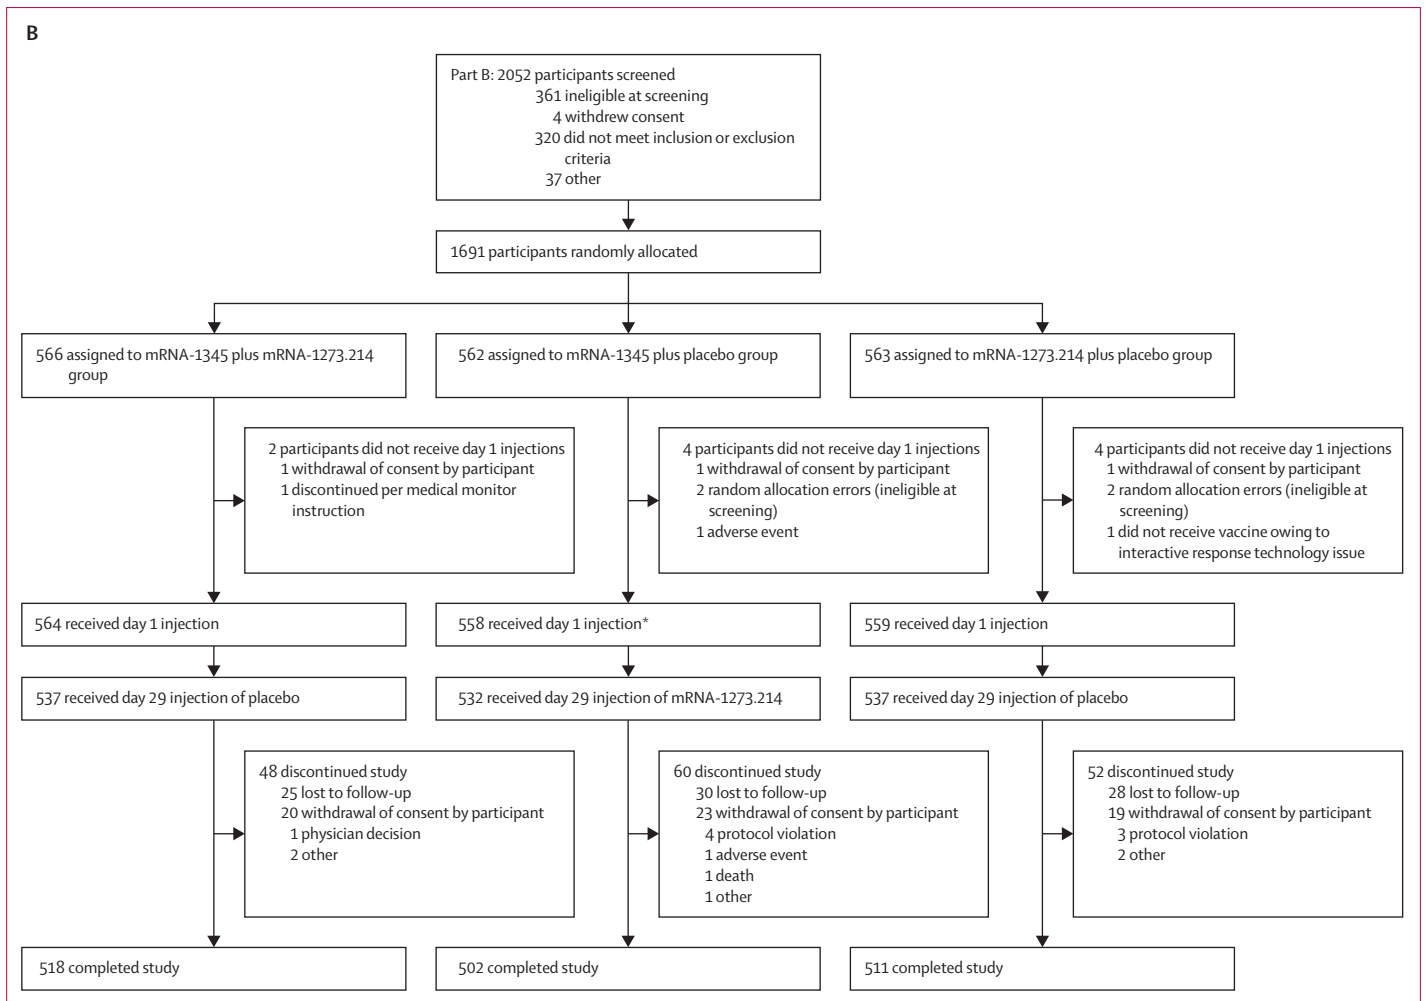 B
Part B: 2052 participants screened
361 ineligible at screening
4 withdrew consent
320 did not meet inclusion or exclusion
criteria
37 other
1691 participants randomly allocated
566 assigned to mRNA-1345 plus mRNA-1273.214
group
562 assigned to mRNA-1345 plus placebo group
563 assigned to mRNA-1273.214 plus placebo group
2 participants did not receive day 1 injections
1 withdrawal of consent by participant
1 discontinued per medical monitor
instruction
4 participants did not receive day 1 injections
1 withdrawal of consent by participant
2 random allocation errors (ineligible at
screening)
1 adverse event
4 participants did not receive day 1 injections
1 withdrawal of consent by participant
2 random allocation errors (ineligible at
screening)
1 did not receive vaccine owing to
interactive response technology issue
564 received day 1 injection
558 received day 1 injection*
559 received day 1 injection
537 received day 29 injection of placebo
532 received day 29 injection of mRNA-1273.214
537 received day 29 injection of placebo
48 discontinued study
25 lost to follow-up
20 withdrawal of consent by participant
1 physician decision
2 other
60 discontinued study
30 lost to follow-up
23 withdrawal of consent by participant
4 protocol violation
1 adverse event
1 death
1 other
52 discontinued study
28 lost to follow-up
19 withdrawal of consent by participant
3 protocol violation
2 other
518 completed study
502 completed study
511 completed study